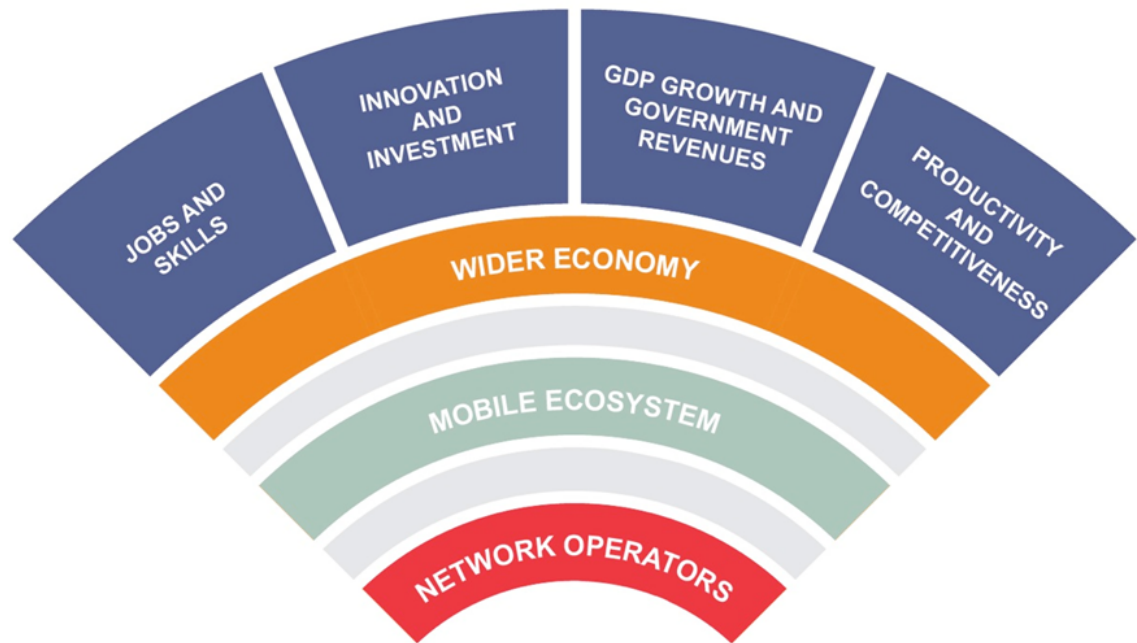 JOBS AND
SKILLS
INNOVATION
AND
INVESTMENT
GDP GROWTH AND
GOVERNMENT
REVENUES
PRODUCTIVITY
AND
COMPETITIVENESS
WIDER ECONOMY
MOBILE ECOSYSTEM
NETWORK OPERATORS